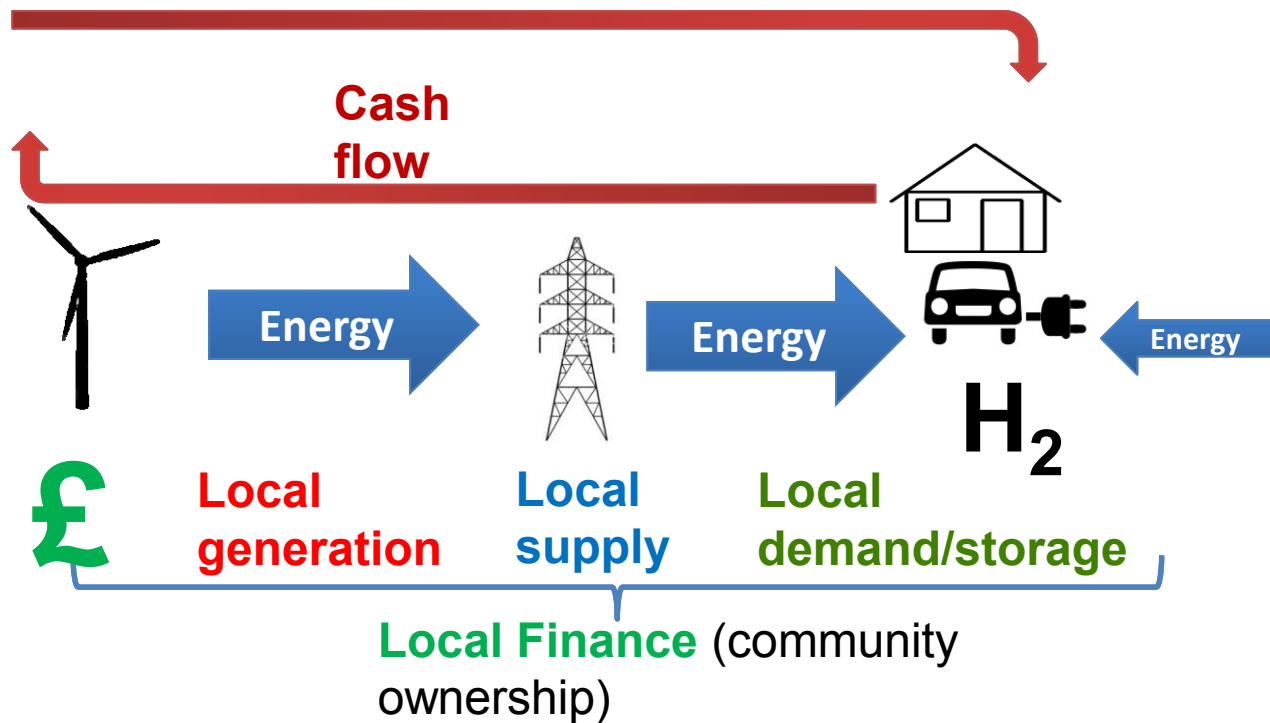 Cash
flow
Energy
Energy
Energy
H₂
£
Local
generation
Local
supply
Local
demand/storage
Local Finance (community
ownership)